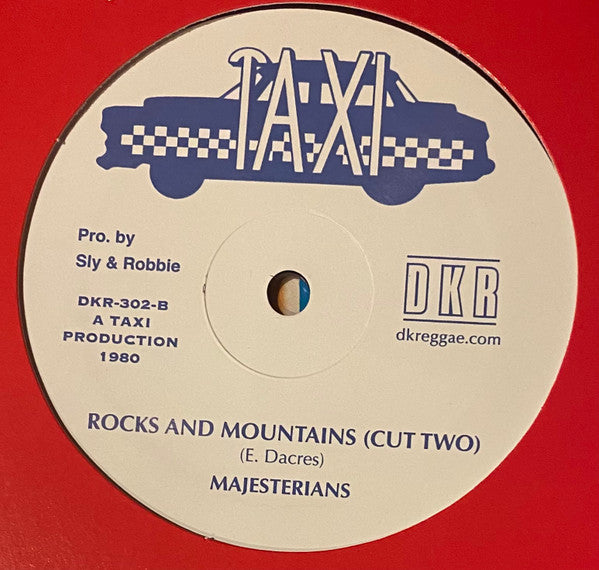 TAXI
Pro. by
Sly & Robbie
DKR-302-B
A TAXI
PRODUCTION
1980
DKR
dkreggae.com
ROCKS AND MOUNTAINS (CUT TWO)
(E. Dacres)
MAJESTERIANS